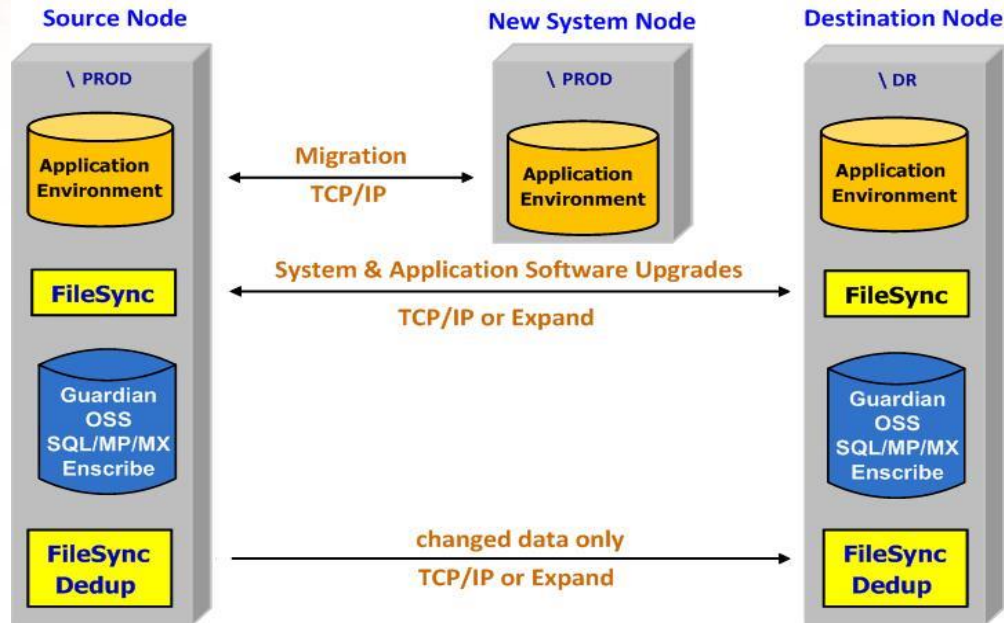 Source Node
New System Node
Destination Node
\ PROD
\ PROD
\ DR
Application
Environment
Migration
TCP/IP
Application
Environment
Application
Environment
System & Application Software Upgrades
FileSync
TCP/IP or Expand
FileSync
Guardian
OSS
SQL/MP/MX
Enscribe
Guardian
OSS
SQL/MP/MX
Enscribe
FileSync
Dedup
changed data only
TCP/IP or Expand
FileSync
Dedup